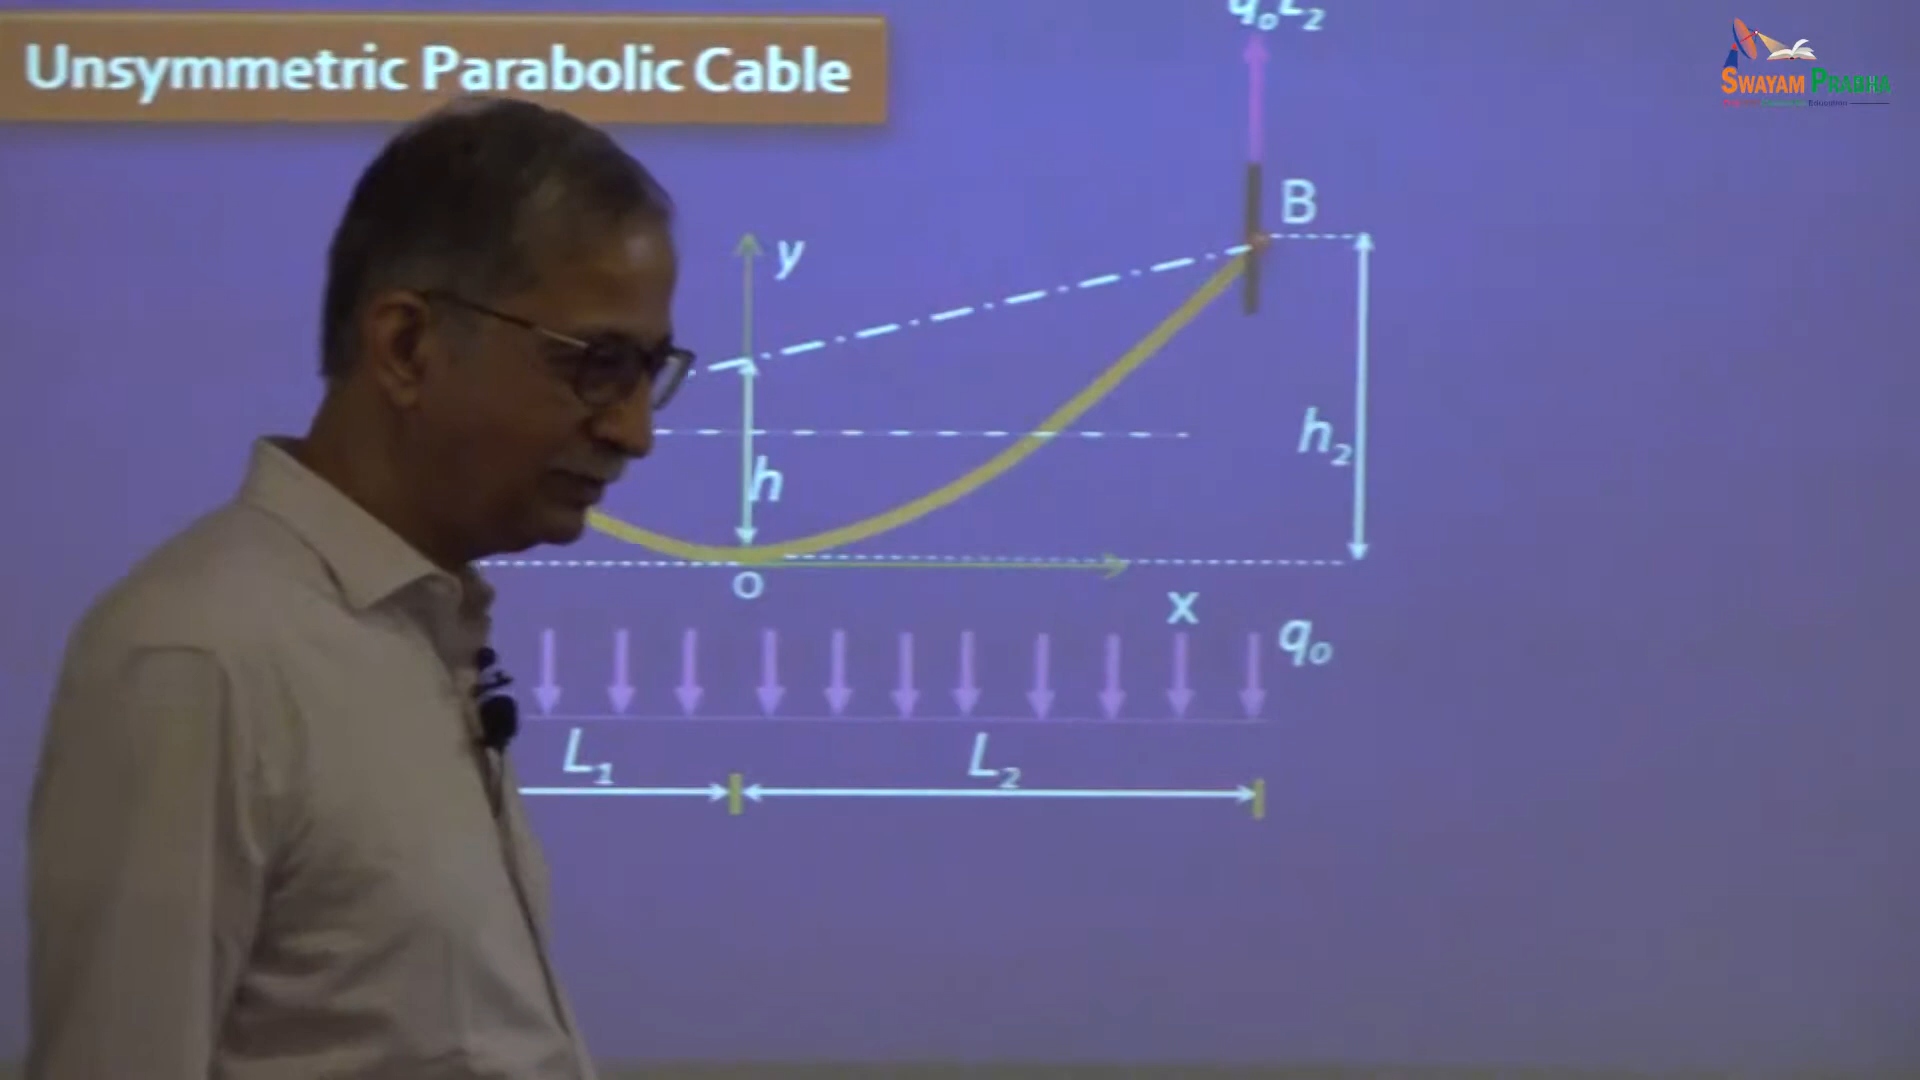 Unsymmetric Parabolic Cable
q₀L₂
SWAYAM PRABHA
B
y
h
h₂
O
x
q₀
L₁
L₂